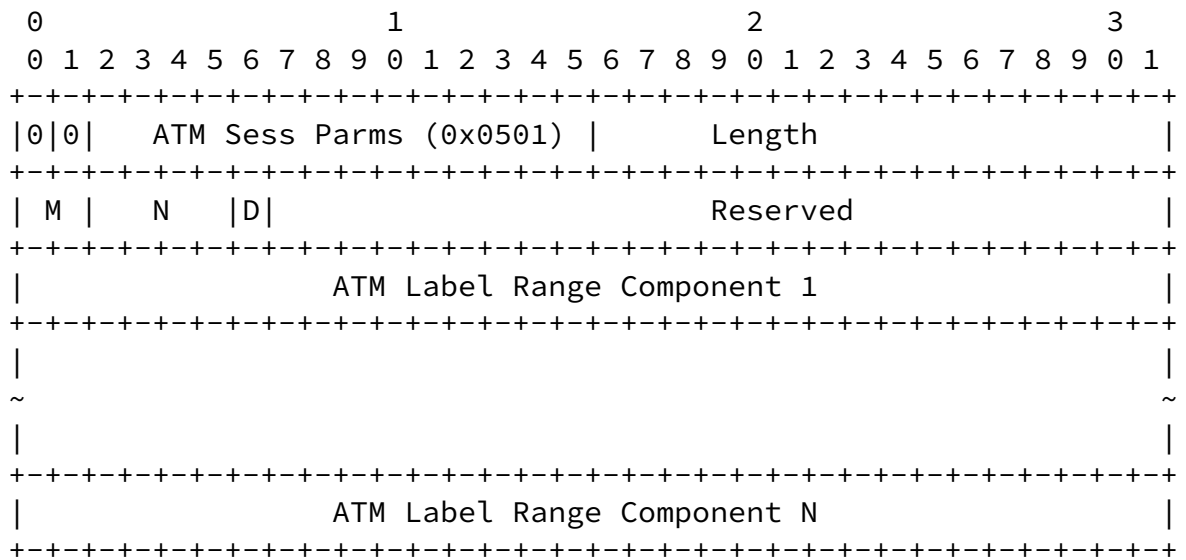 0                   1                   2                   3
 0 1 2 3 4 5 6 7 8 9 0 1 2 3 4 5 6 7 8 9 0 1 2 3 4 5 6 7 8 9 0 1
+-+-+-+-+-+-+-+-+-+-+-+-+-+-+-+-+-+-+-+-+-+-+-+-+-+-+-+-+-+-+-+-+
|0|0|   ATM Sess Parms (0x0501) |      Length                   |
+-+-+-+-+-+-+-+-+-+-+-+-+-+-+-+-+-+-+-+-+-+-+-+-+-+-+-+-+-+-+-+-+
| M |   N   |D|                        Reserved                 |
+-+-+-+-+-+-+-+-+-+-+-+-+-+-+-+-+-+-+-+-+-+-+-+-+-+-+-+-+-+-+-+-+
|                 ATM Label Range Component 1                   |
+-+-+-+-+-+-+-+-+-+-+-+-+-+-+-+-+-+-+-+-+-+-+-+-+-+-+-+-+-+-+-+-+
|                                                               |
~                                                               ~
|                                                               |
+-+-+-+-+-+-+-+-+-+-+-+-+-+-+-+-+-+-+-+-+-+-+-+-+-+-+-+-+-+-+-+-+
|                 ATM Label Range Component N                   |
+-+-+-+-+-+-+-+-+-+-+-+-+-+-+-+-+-+-+-+-+-+-+-+-+-+-+-+-+-+-+-+-+